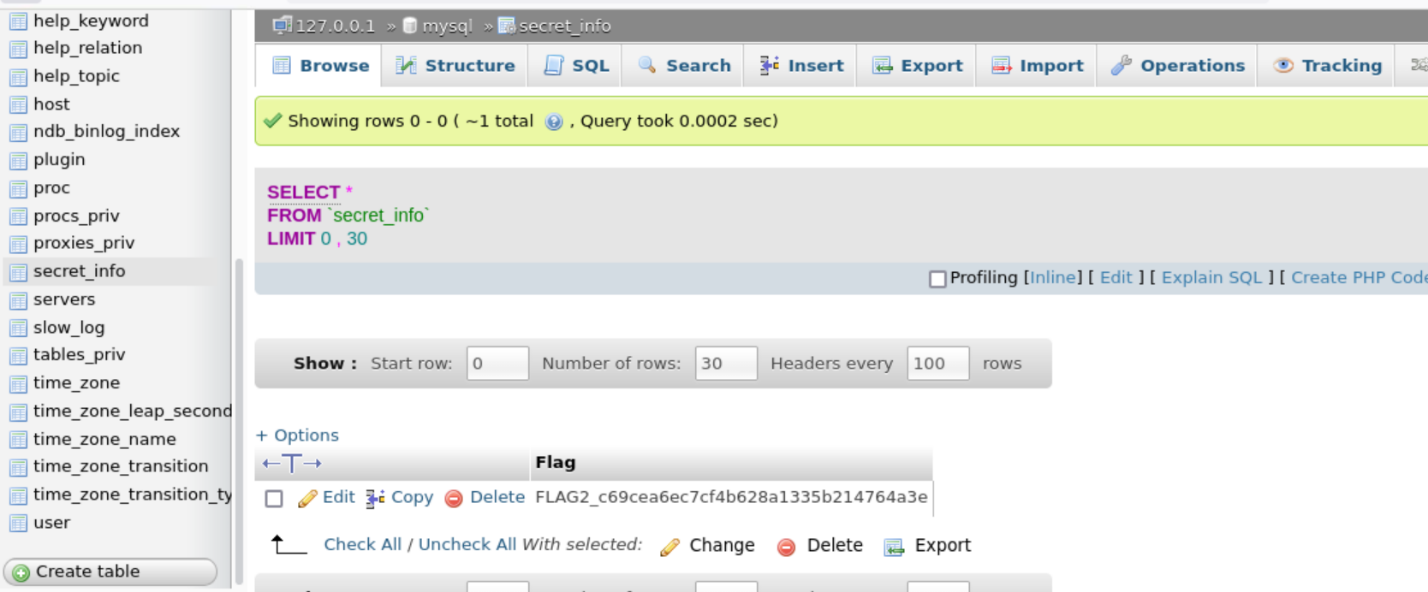 help_keyword
help_relation
help_topic
host
ndb_binlog_index
plugin
proc
procs_priv
proxies_priv
secret_info
servers
slow_log
tables_priv
time_zone
time_zone_leap_second
time_zone_name
time_zone_transition
time_zone_transition_ty
user
Create table
127.0.0.1 » mysql » secret_info
Browse Structure SQL Search Insert Export Import Operations Tracking
Showing rows 0 - 0 ( ~1 total , Query took 0.0002 sec)
SELECT *
FROM `secret_info`
LIMIT 0 , 30
Profiling [Inline] [ Edit ] [ Explain SQL ] [ Create PHP Code
Show : Start row: 0 Number of rows: 30 Headers every 100 rows
+ Options
←T→ Flag
Edit Copy Delete FLAG2_c69cea6ec7cf4b628a1335b214764a3e
Check All / Uncheck All With selected: Change Delete Export